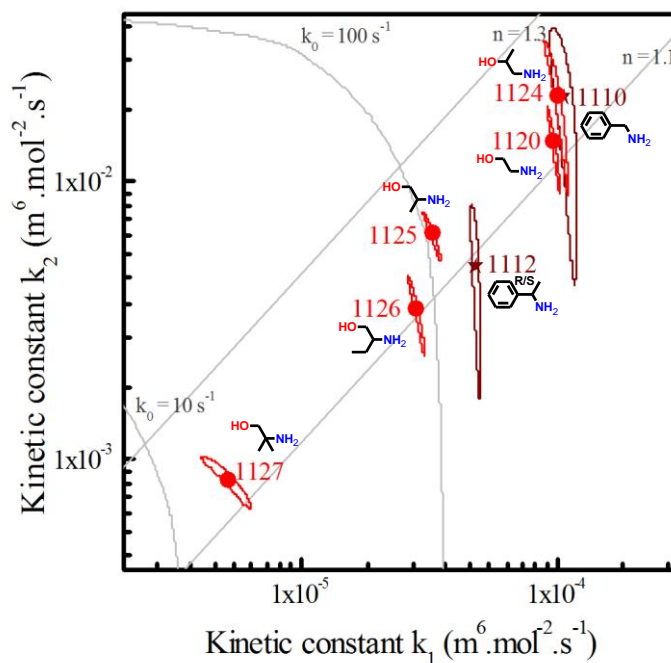 k₀ = 100 s⁻¹
n = 1.3
n = 1.1
HO
NH₂
1124
1110
NH₂
1120
HO
NH₂
1x10⁻²
HO
NH₂
1125
1112
R/S
NH₂
1126
HO
NH₂
k₀ = 10 s⁻¹
HO
NH₂
1x10⁻³
1127
1x10⁻⁵
1x10⁻⁴
Kinetic constant k₂ (m⁶.mol⁻².s⁻¹)
Kinetic constant k₁ (m⁶.mol⁻².s⁻¹)